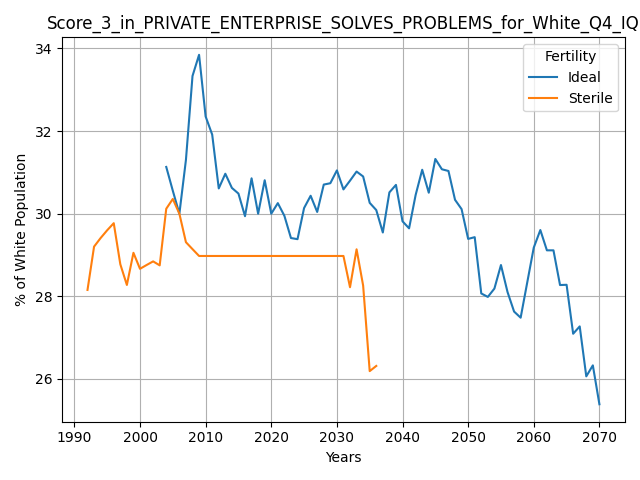 Score_3_in_PRIVATE_ENTERPRISE_SOLVES_PROBLEMS_for_White_Q4_IQ
Fertility
Ideal
Sterile
% of White Population
34
32
30
28
26
1990
2000
2010
2020
2030
2040
2050
2060
2070
Years